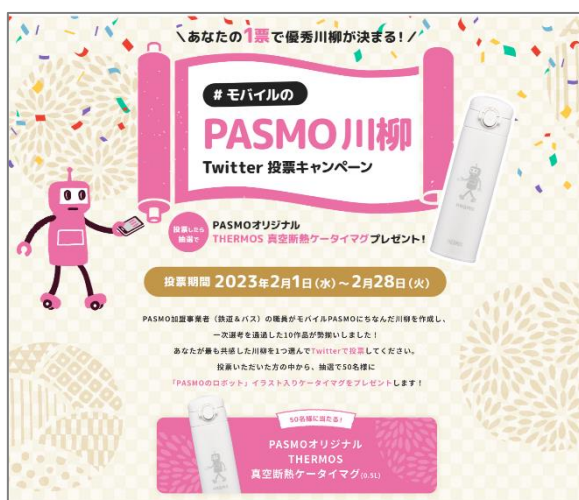 ＼あなたの1票で優秀川柳が決まる！／
#モバイルの
PASMO川柳
Twitter 投票キャンペーン
投票したら
抽選で
PASMOオリジナル
THERMOS 真空断熱ケータイマグプレゼント！
投票期間 2023年2月1日(水)～2月28日(火)
PASMO加盟事業者（鉄道＆バス）の職員がモバイルPASMOにちなんだ川柳を作成し、
一次選考を通過した10作品が勢揃いしました！
あなたが最も共感した川柳を1つ選んでTwitterで投票してください。
投票いただいた方の中から、抽選で50名様に
「PASMOのロボット」イラスト入りケータイマグをプレゼントします！
50名様に当たる！
PASMOオリジナル
THERMOS
真空断熱ケータイマグ(0.5L)